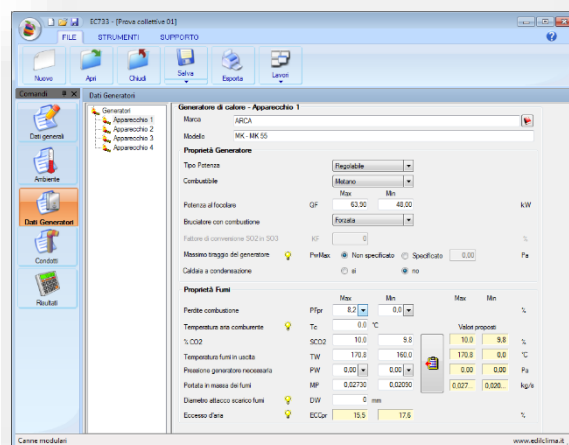 EC733 - [Prova collettive 01]
FILE STRUMENTI SUPPORTO
Nuovo Apri Chiudi Salva Esporta Lavori
Comandi
Dati Generatori
Dati generali
Ambiente
Dati Generatori
Condotti
Risultati
Generatori
Apparecchio 1
Apparecchio 2
Apparecchio 3
Apparecchio 4
Generatore di calore - Apparecchio 1
Marca ARCA
Modello MK - MK 55
Proprietà Generatore
Tipo Potenza Regolabile
Combustibile Metano
Max Min
Potenza al focolare QF 63,90 48,00 kW
Bruciatore con combustione Forzata
Fattore di conversione SO2 in SO3 KF 0 %
Massimo tiraggio del generatore PwMax Non specificato Specificato 0,00 Pa
Caldaia a condensazione si no
Proprietà Fumi
Max Min Max Min
Perdite combustione PFpr 8,2 0,0 %
Temperatura aria comburente Tc 0.0 °C Valori proposti
% CO2 SCO2 10.0 9,8 10.0 9,8 %
Temperatura fumi in uscita TW 170.8 160.0 170.8 0,0 °C
Pressione generatore necessaria PW 0,00 0,00 0,00 0,00 Pa
Portata in massa dei fumi MF 0,02730 0,02090 0,027... 0,020... kg/s
Diametro attacco scarico fumi DW 0 mm
Eccesso d'aria ECCpr 15,5 17,6 %
Canne modulari www.edilclima.it